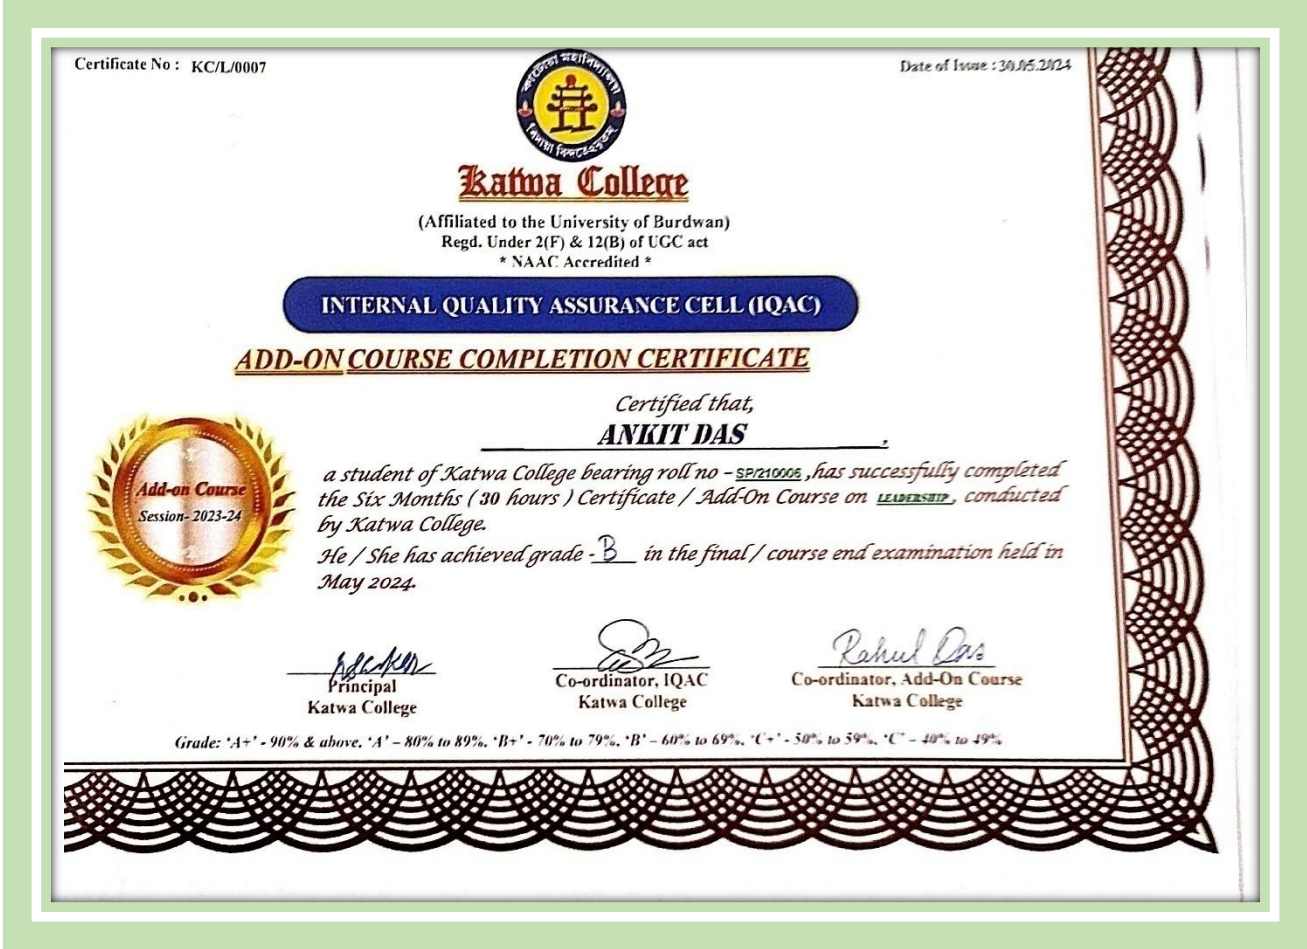 Certificate No : KC/L/0007
Date of Issue : 30.05.2024
কাটোয়া মহাবিদ্যালয়
Katwa College
(Affiliated to the University of Burdwan)
Regd. Under 2(F) & 12(B) of UGC act
* NAAC Accredited *
INTERNAL QUALITY ASSURANCE CELL (IQAC)
ADD-ON COURSE COMPLETION CERTIFICATE
Certified that,
ANKIT DAS ,
Add-on Course
Session- 2023-24
a student of Katwa College bearing roll no – SP/210006 ,has successfully completed
the Six Months ( 30 hours ) Certificate / Add-On Course on LEADERSHIP, conducted
by Katwa College.
He / She has achieved grade - B in the final / course end examination held in
May 2024.
Rahul Das
Principal
Katwa College
Co-ordinator, IQAC
Katwa College
Co-ordinator, Add-On Course
Katwa College
Grade: ‘A+’ - 90% & above, ‘A’ – 80% to 89%, ‘B+’ - 70% to 79%, ‘B’ – 60% to 69%, ‘C+’ - 50% to 59%, ‘C’ – 40% to 49%